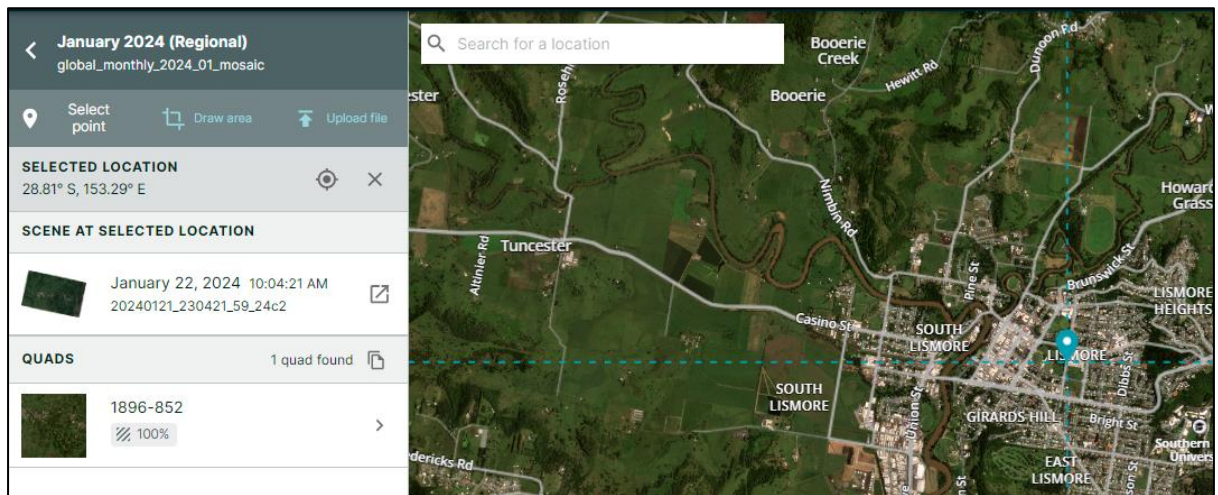 January 2024 (Regional)
global_monthly_2024_01_mosaic
Select
point
Draw area
Upload file
SELECTED LOCATION
28.81° S, 153.29° E
SCENE AT SELECTED LOCATION
January 22, 2024 10:04:21 AM
20240121_230421_59_24c2
QUADS
1 quad found
1896-852
100%
Search for a location
Booerie
Creek
Dunoon Rd
Hewitt Rd
Booerie
Howard
Grass
Nimbin Rd
Altinler Rd
Tuncester
Pine St
Brunswick St
LISMORE
HEIGHTS
Casino St
SOUTH
LISMORE
LISMORE
Dibbs St
SOUTH
LISMORE
Union St
GIRARDS HILL
Bright St
Southern
Univers
EAST
LISMORE